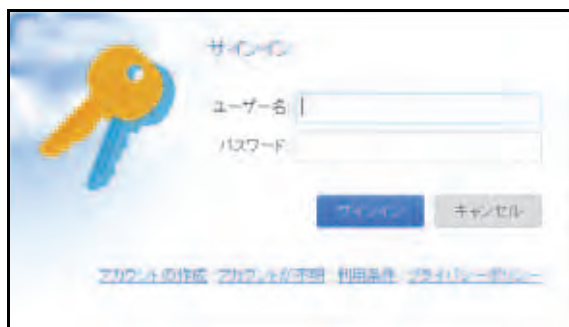 サインイン
ユーザー名
パスワード
サインイン キャンセル
アカウントの作成 アカウントが不明 利用条件 プライバシーポリシー